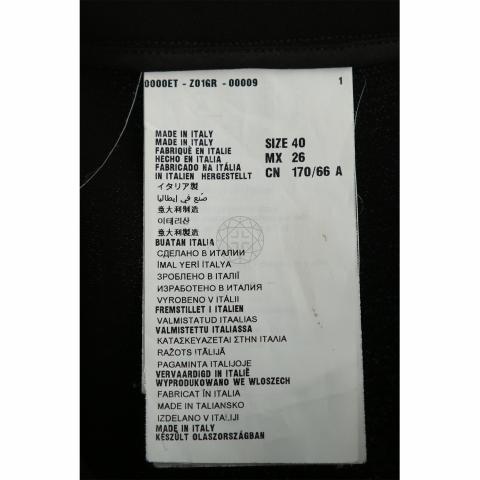 0000ET - Z01GR - 00009 1
MADE IN ITALY
MADE IN ITALY SIZE 40
FABRIQUÉ EN ITALIE
HECHO EN ITALIA MX 26
FABRICADO NA ITÁLIA
IN ITALIEN HERGESTELLT CN 170/66 A
イタリア製
صنع في إيطاليا
意大利制造
이태리산
意大利製造
BUATAN ITALIA
СДЕЛАНО В ИТАЛИИ
İMAL YERİ İTALYA
ЗРОБЛЕНО В ІТАЛІЇ
ИЗРАБОТЕНО В ИТАЛИЯ
VYROBENO V ITÁLII
FREMSTILLET I ITALIEN
VALMISTATUD ITAALIAS
VALMISTETTU ITALIASSA
ΚΑΤΑΣΚΕΥΑΖΕΤΑΙ ΣΤΗΝ ΙΤΑΛΙΑ
RAŽOTS ITĀLIJĀ
PAGAMINTA ITALIJOJE
VERVAARDIGD IN ITALIË
WYPRODUKOWANO WE WLOSZECH
FABRICAT ÎN ITALIA
MADE IN TALIANSKO
IZDELANO V ITALIJI
MADE IN ITALY
KÉSZÜLT OLASZORSZÁGBAN